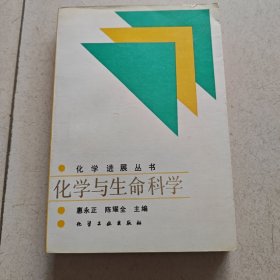 化学进展丛书
化学与生命科学
惠永正 陈耀全 主编
化学工业出版社